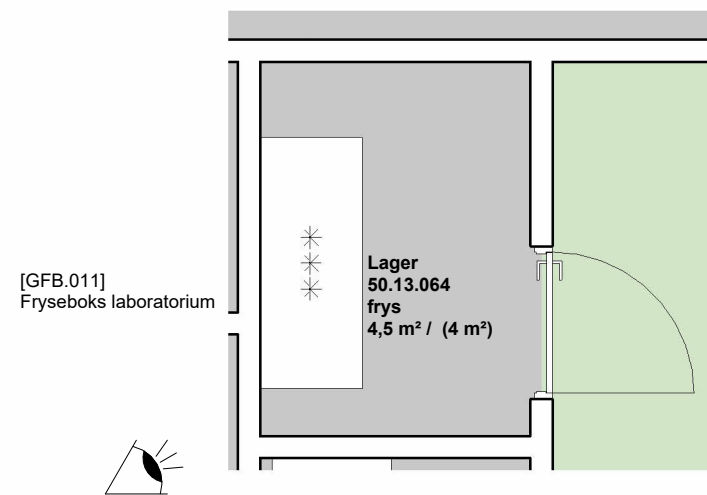 [GFB.011]
Fryseboks laboratorium
Lager
50.13.064
frys
4,5 m² / (4 m²)